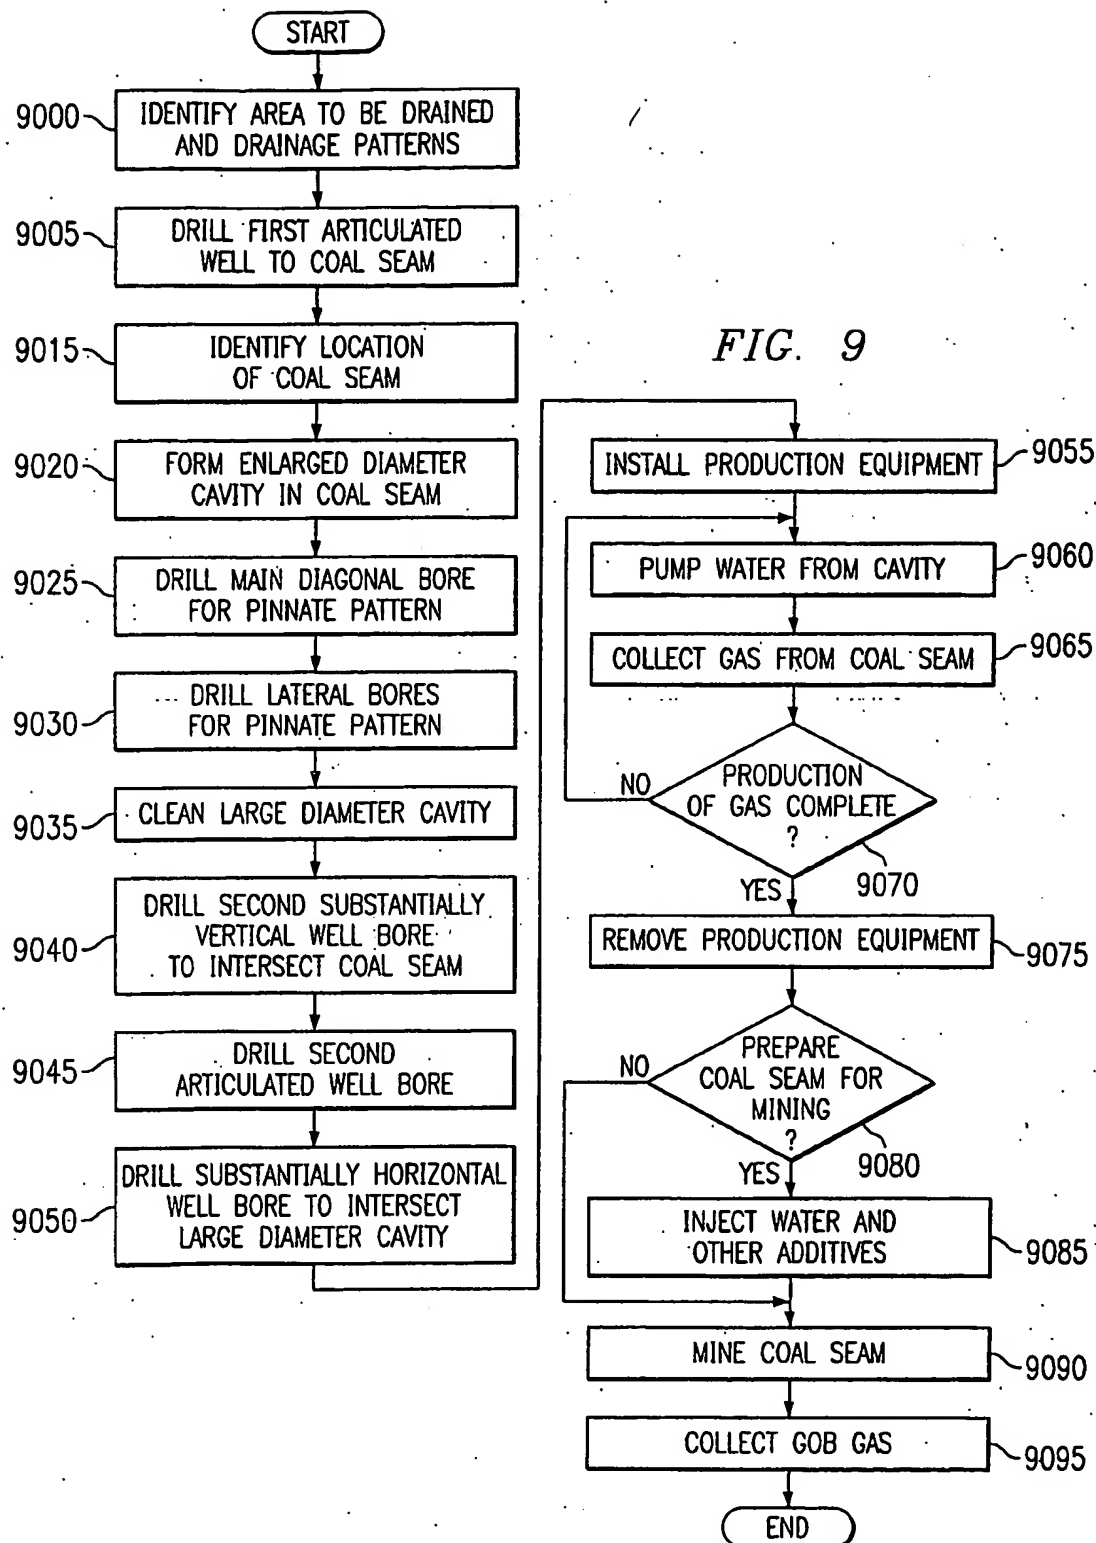 START
9000
IDENTIFY AREA TO BE DRAINED
AND DRAINAGE PATTERNS
9005
DRILL FIRST ARTICULATED
WELL TO COAL SEAM
9015
IDENTIFY LOCATION
OF COAL SEAM
9020
FORM ENLARGED DIAMETER
CAVITY IN COAL SEAM
9025
DRILL MAIN DIAGONAL BORE
FOR PINNATE PATTERN
9030
DRILL LATERAL BORES
FOR PINNATE PATTERN
9035
CLEAN LARGE DIAMETER CAVITY
9040
DRILL SECOND SUBSTANTIALLY
VERTICAL WELL BORE
TO INTERSECT COAL SEAM
9045
DRILL SECOND
ARTICULATED WELL BORE
9050
DRILL SUBSTANTIALLY HORIZONTAL
WELL BORE TO INTERSECT
LARGE DIAMETER CAVITY
FIG. 9
INSTALL PRODUCTION EQUIPMENT
9055
PUMP WATER FROM CAVITY
9060
COLLECT GAS FROM COAL SEAM
9065
NO
PRODUCTION
OF GAS COMPLETE
?
9070
YES
REMOVE PRODUCTION EQUIPMENT
9075
NO
PREPARE
COAL SEAM FOR
MINING
?
9080
YES
INJECT WATER AND
OTHER ADDITIVES
9085
MINE COAL SEAM
9090
COLLECT GOB GAS
9095
END